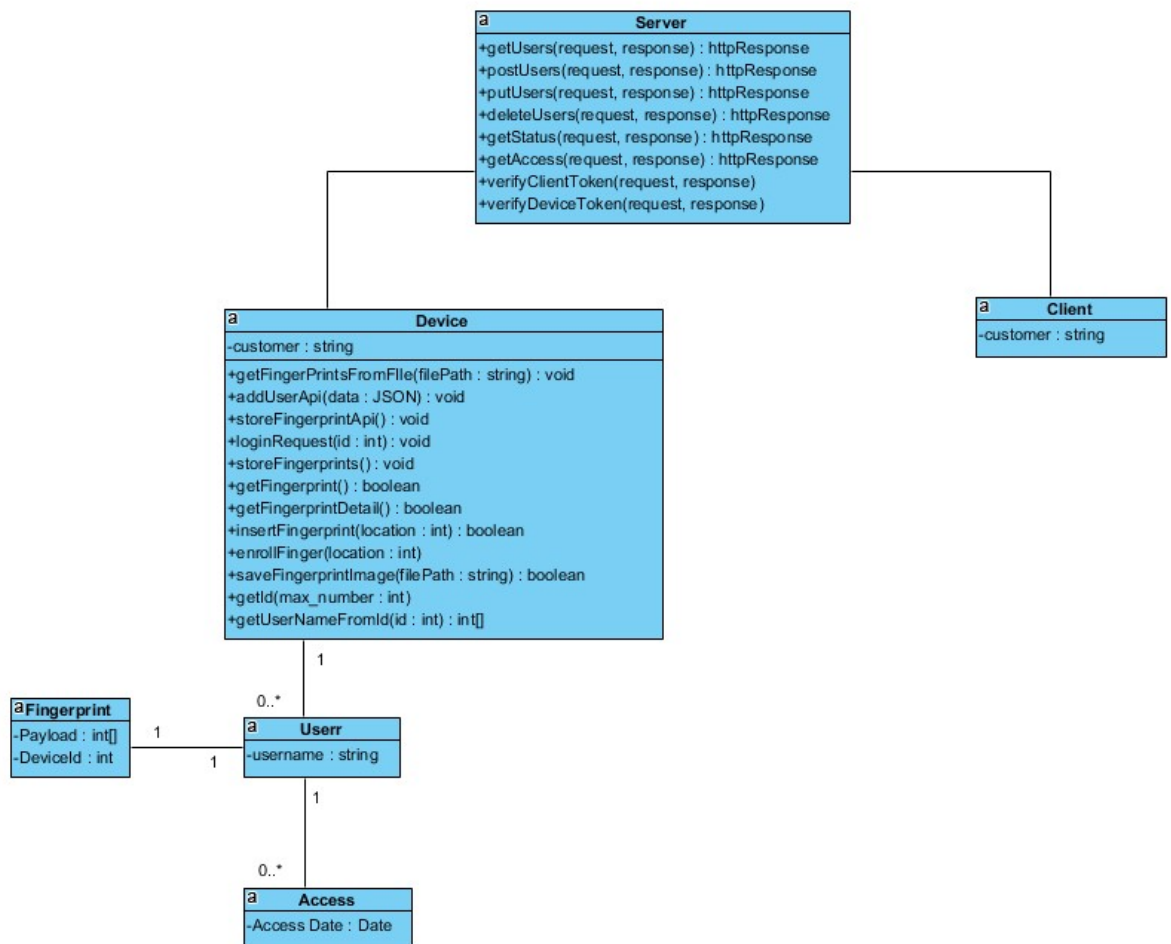 a
Server
+getUsers(request, response) : httpResponse
+postUsers(request, response) : httpResponse
+putUsers(request, response) : httpResponse
+deleteUsers(request, response) : httpResponse
+getStatus(request, response) : httpResponse
+getAccess(request, response) : httpResponse
+verifyClientToken(request, response)
+verifyDeviceToken(request, response)
a
Device
-customer : string
+getFingerPrintsFromFIle(filePath : string) : void
+addUserApi(data : JSON) : void
+storeFingerprintApi() : void
+loginRequest(id : int) : void
+storeFingerprints() : void
+getFingerprint() : boolean
+getFingerprintDetail() : boolean
+insertFingerprint(location : int) : boolean
+enrollFinger(location : int)
+saveFingerprintImage(filePath : string) : boolean
+getId(max_number : int)
+getUserNameFromId(id : int) : int[]
a
Client
-customer : string
1
0..*
a
Fingerprint
-Payload : int[]
-DeviceId : int
1
1
a
Userr
-username : string
1
0..*
a
Access
-Access Date : Date